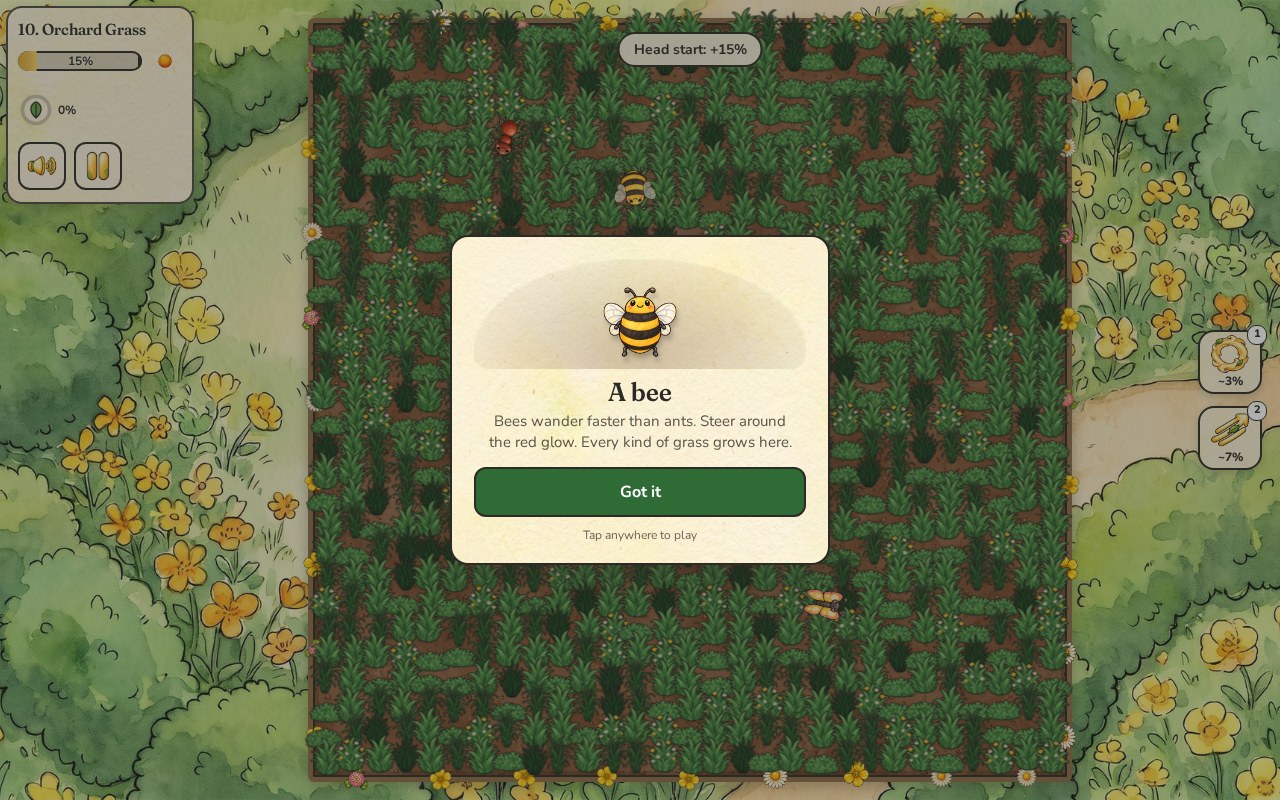 10. Orchard Grass
15%
0%
Head start: +15%
A bee
Bees wander faster than ants. Steer around
the red glow. Every kind of grass grows here.
Got it
Tap anywhere to play
1
~3%
2
~7%